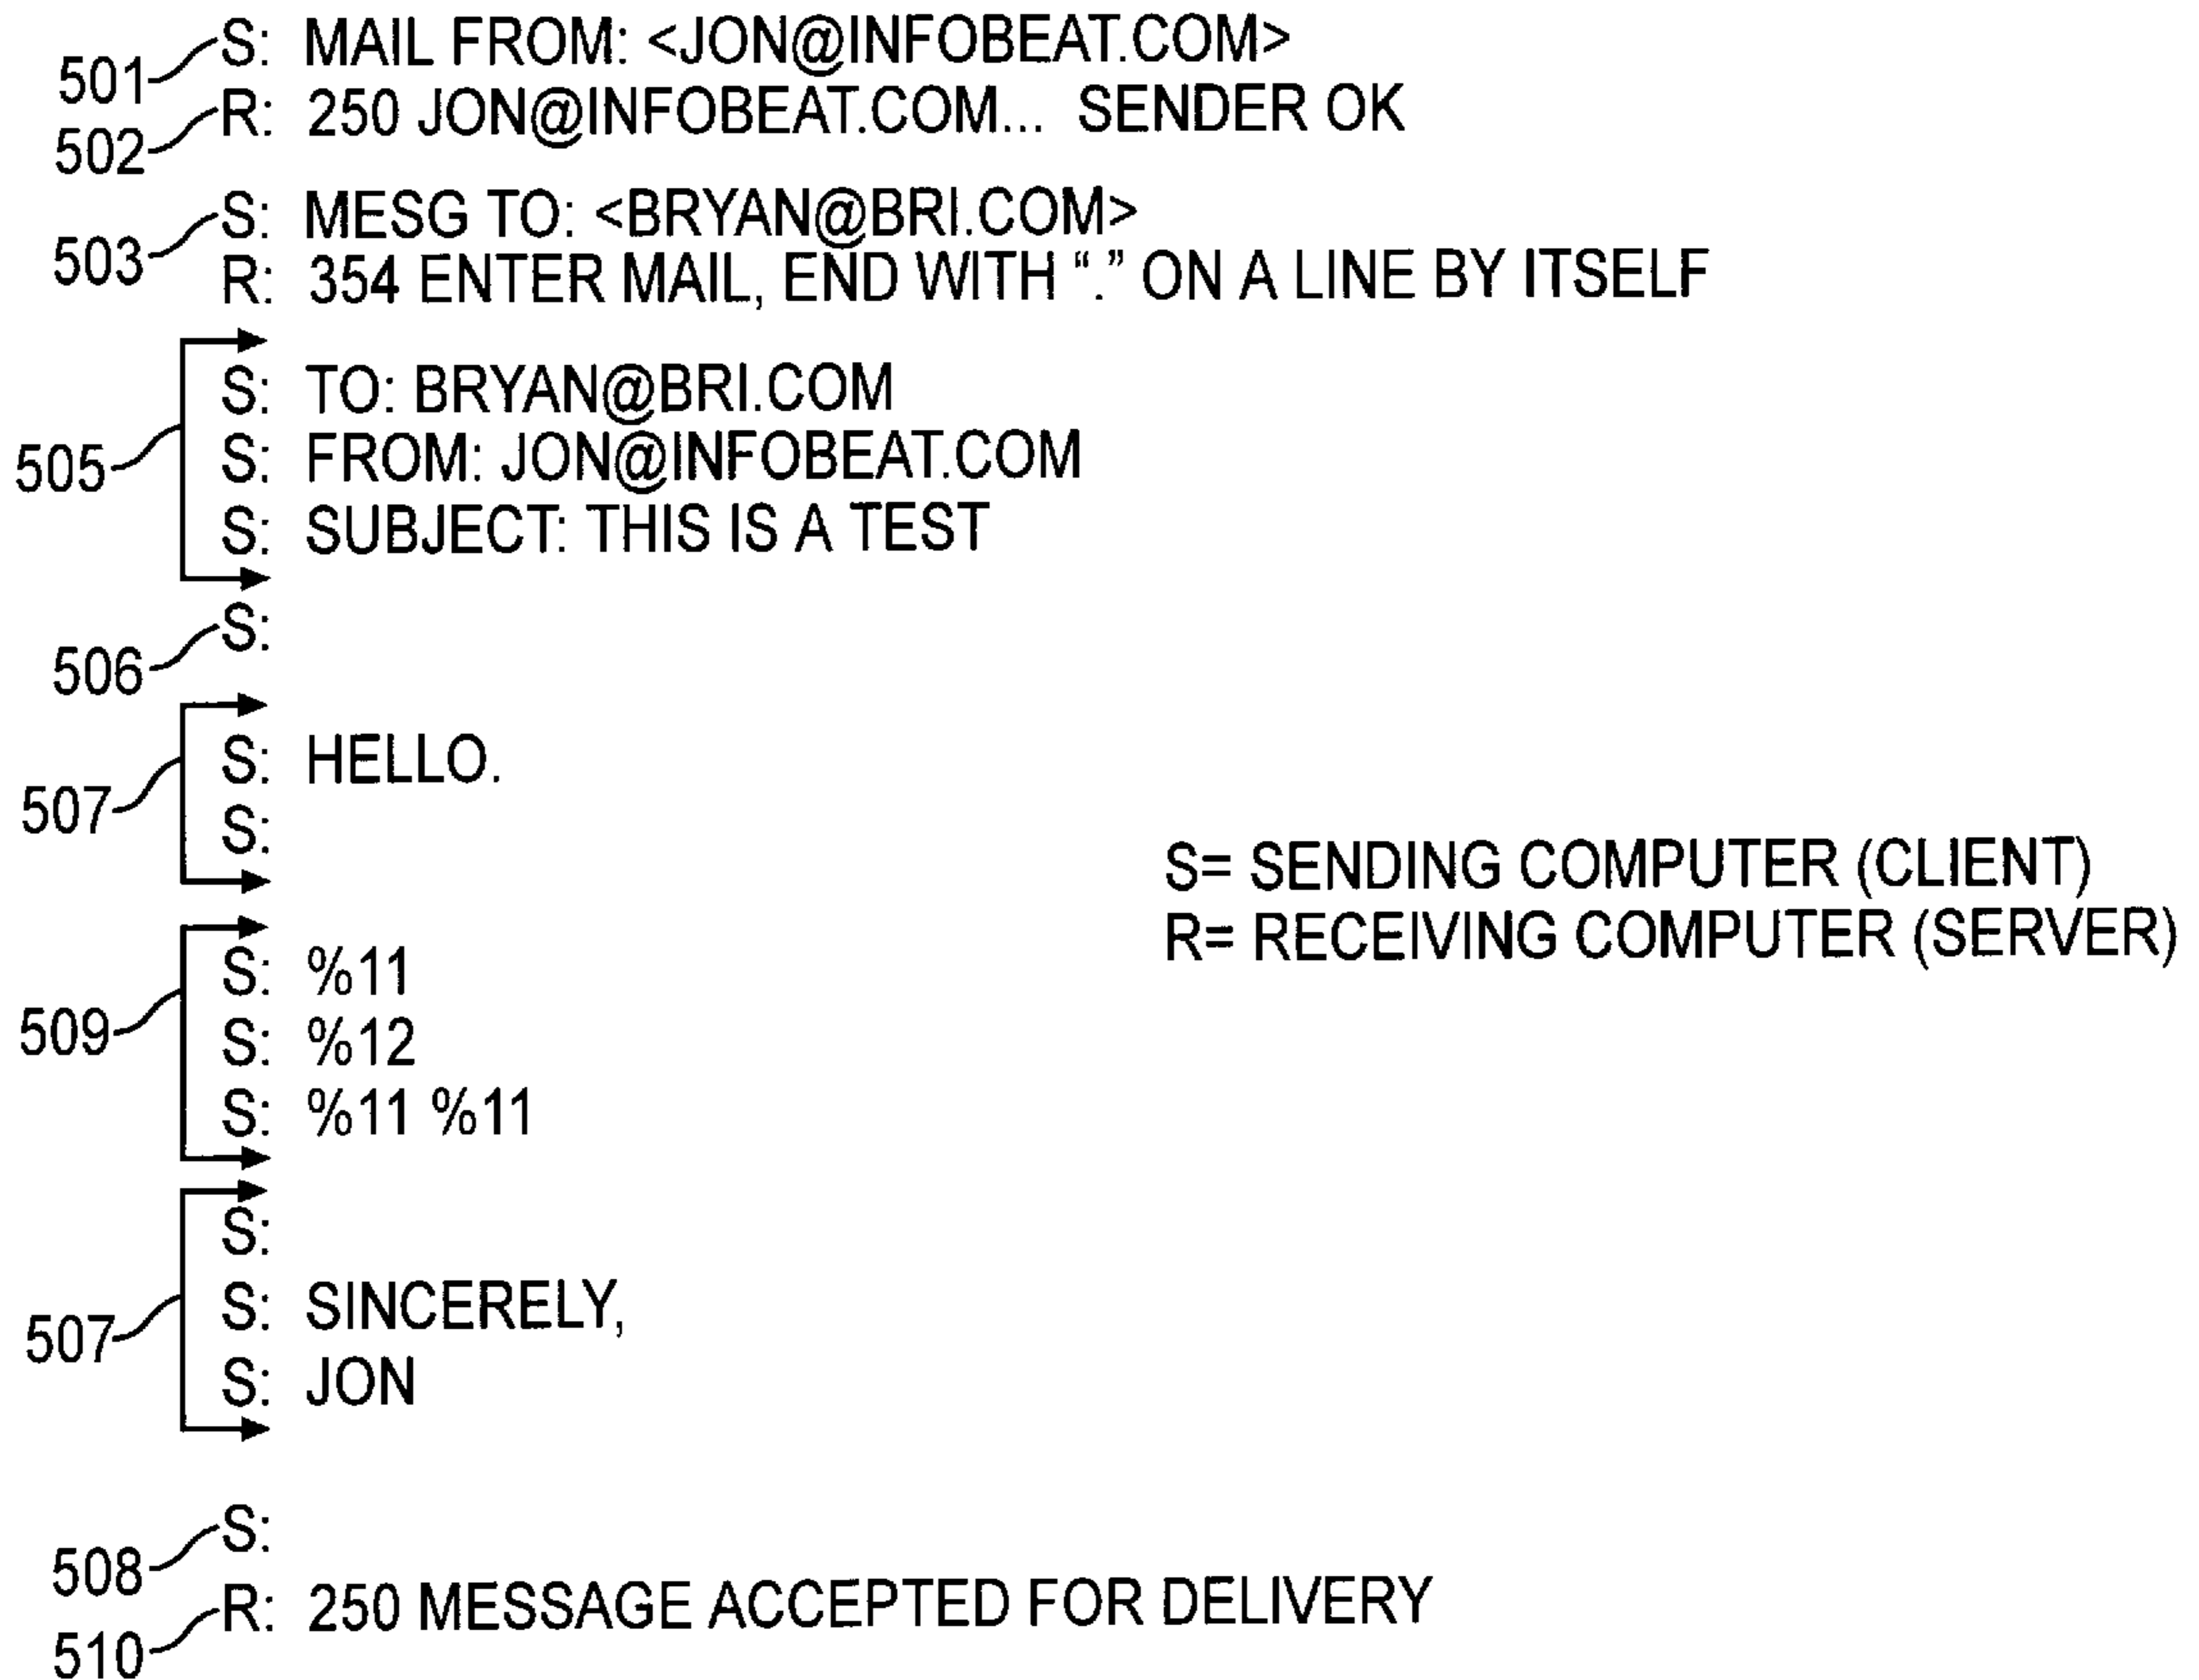 501 S: MAIL FROM: <JON@INFOBEAT.COM>
502 R: 250 JON@INFOBEAT.COM... SENDER OK
503 S: MESG TO: <BRYAN@BRI.COM>
R: 354 ENTER MAIL, END WITH “.” ON A LINE BY ITSELF
505
S: TO: BRYAN@BRI.COM
S: FROM: JON@INFOBEAT.COM
S: SUBJECT: THIS IS A TEST
506 S:
507
S: HELLO.
S:
S= SENDING COMPUTER (CLIENT)
R= RECEIVING COMPUTER (SERVER)
509
S: %11
S: %12
S: %11 %11
507
S:
S: SINCERELY,
S: JON
508 S:
510 R: 250 MESSAGE ACCEPTED FOR DELIVERY